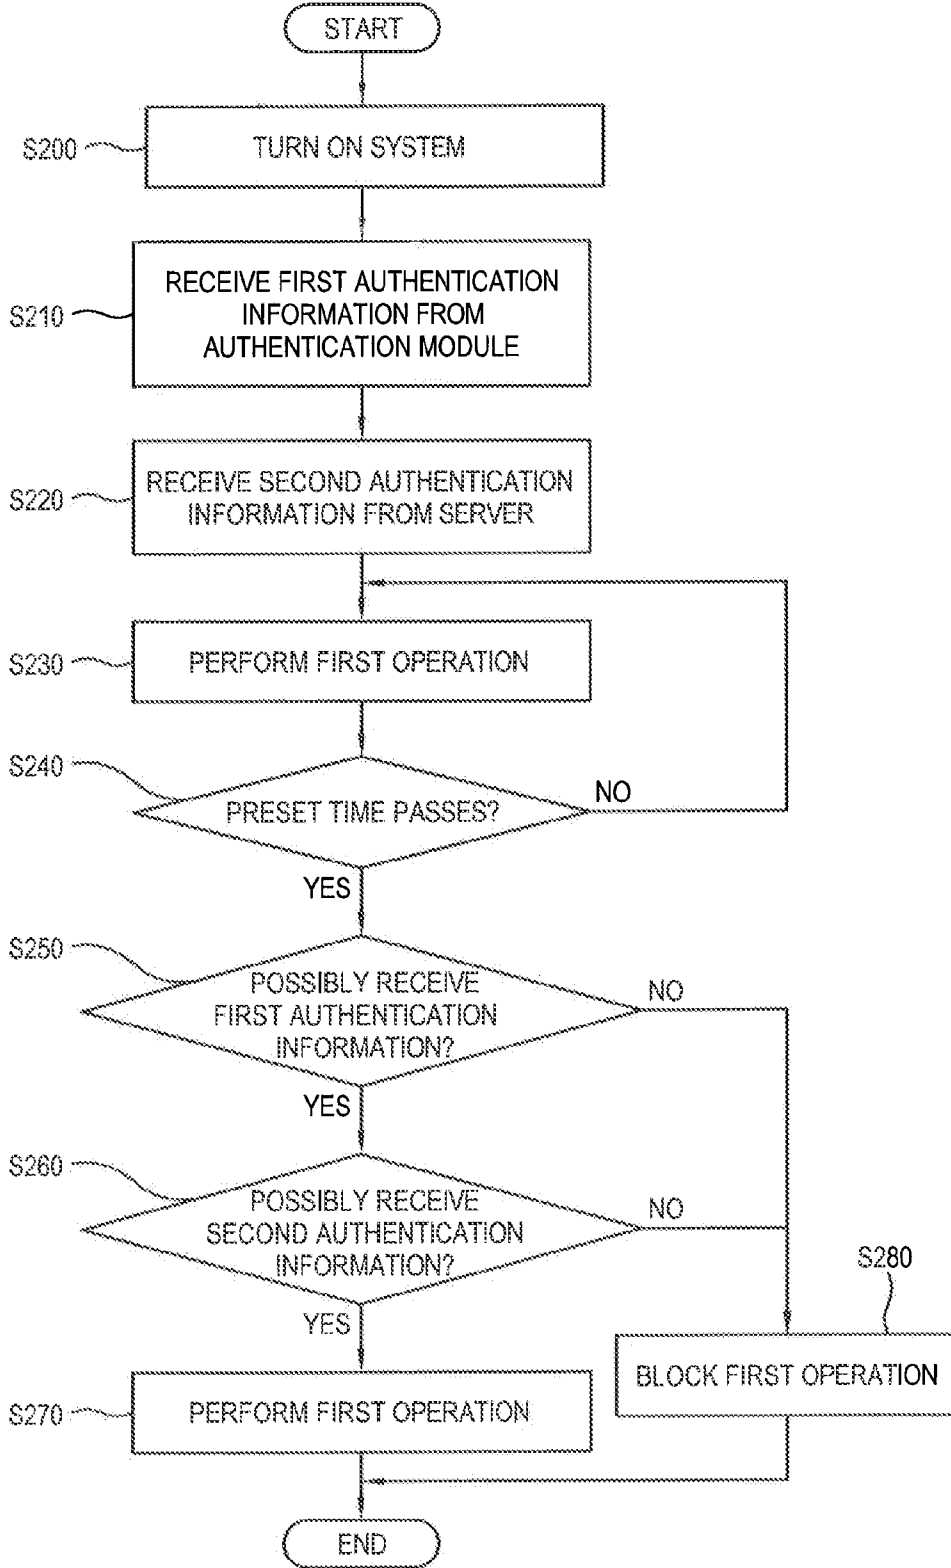 START
S200
TURN ON SYSTEM
S210
RECEIVE FIRST AUTHENTICATION
INFORMATION FROM
AUTHENTICATION MODULE
S220
RECEIVE SECOND AUTHENTICATION
INFORMATION FROM SERVER
S230
PERFORM FIRST OPERATION
S240
PRESET TIME PASSES?
NO
YES
S250
POSSIBLY RECEIVE
FIRST AUTHENTICATION
INFORMATION?
NO
YES
S260
POSSIBLY RECEIVE
SECOND AUTHENTICATION
INFORMATION?
NO
YES
S280
BLOCK FIRST OPERATION
S270
PERFORM FIRST OPERATION
END